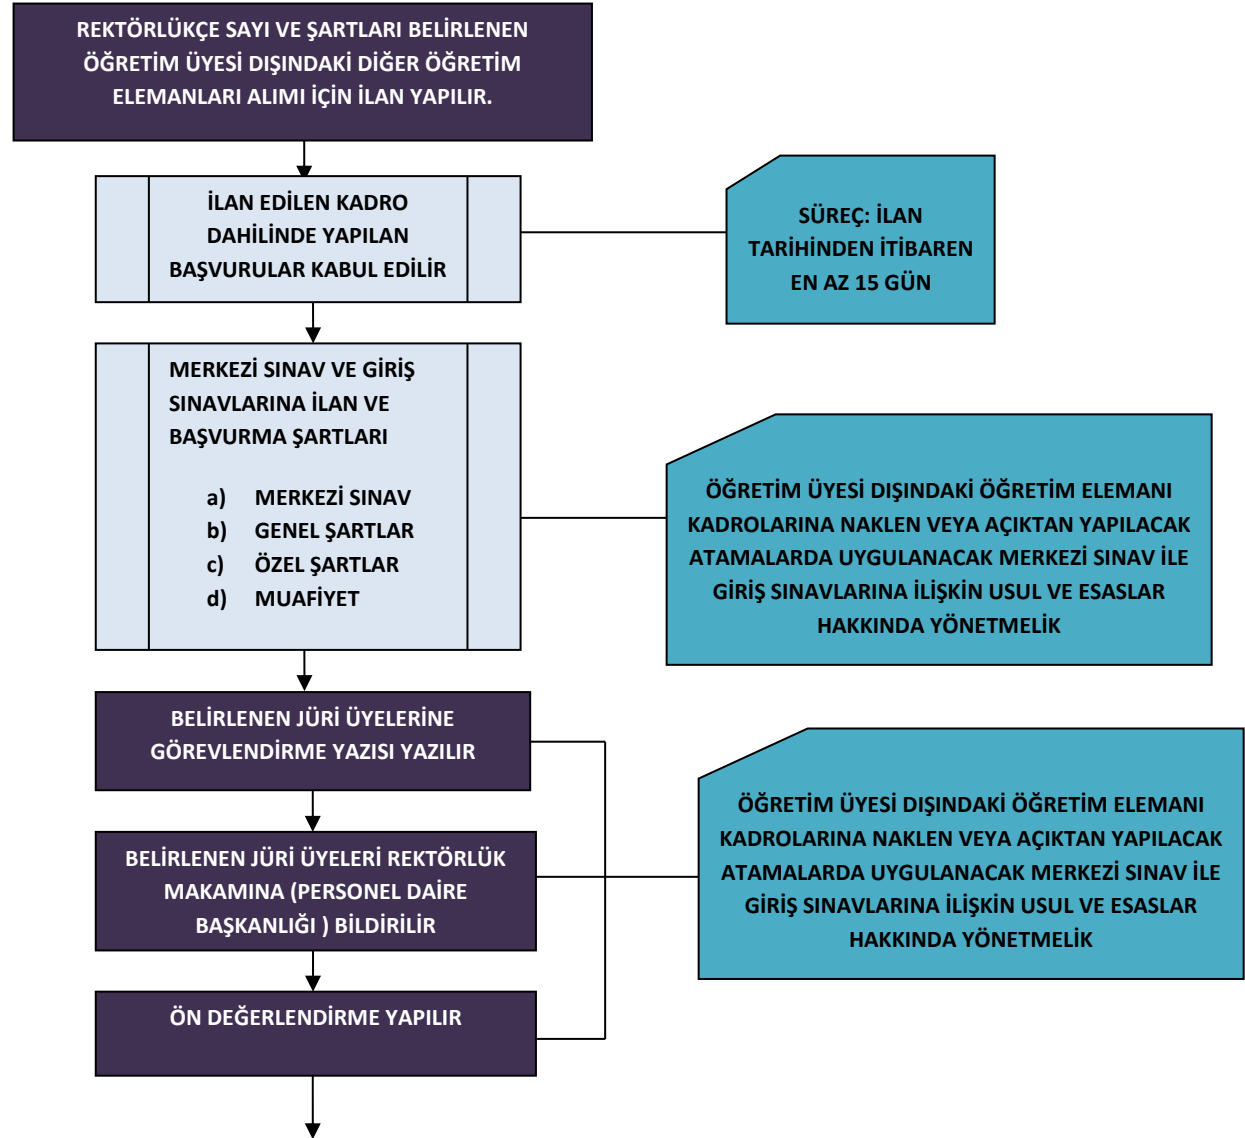 REKTÖRLÜKÇE SAYI VE ŞARTLARI BELİRLENEN
ÖĞRETİM ÜYESİ DIŞINDAKİ DİĞER ÖĞRETİM
ELEMANLARI ALIMI İÇİN İLAN YAPILIR.
İLAN EDİLEN KADRO
DAHİLİNDE YAPILAN
BAŞVURULAR KABUL EDİLİR
SÜREÇ: İLAN
TARİHİNDEN İTİBAREN
EN AZ 15 GÜN
MERKEZİ SINAV VE GİRİŞ
SINAVLARINA İLAN VE
BAŞVURMA ŞARTLARI
a) MERKEZİ SINAV
b) GENEL ŞARTLAR
c) ÖZEL ŞARTLAR
d) MUAFİYET
ÖĞRETİM ÜYESİ DIŞINDAKİ ÖĞRETİM ELEMANI
KADROLARINA NAKLEN VEYA AÇIKTAN YAPILACAK
ATAMALARDA UYGULANACAK MERKEZİ SINAV İLE
GİRİŞ SINAVLARINA İLİŞKİN USUL VE ESASLAR
HAKKINDA YÖNETMELİK
BELİRLENEN JÜRİ ÜYELERİNE
GÖREVLENDİRME YAZISI YAZILIR
BELİRLENEN JÜRİ ÜYELERİ REKTÖRLÜK
MAKAMINA (PERSONEL DAİRE
BAŞKANLIĞI ) BİLDİRİLİR
ÖĞRETİM ÜYESİ DIŞINDAKİ ÖĞRETİM ELEMANI
KADROLARINA NAKLEN VEYA AÇIKTAN YAPILACAK
ATAMALARDA UYGULANACAK MERKEZİ SINAV İLE
GİRİŞ SINAVLARINA İLİŞKİN USUL VE ESASLAR
HAKKINDA YÖNETMELİK
ÖN DEĞERLENDİRME YAPILIR